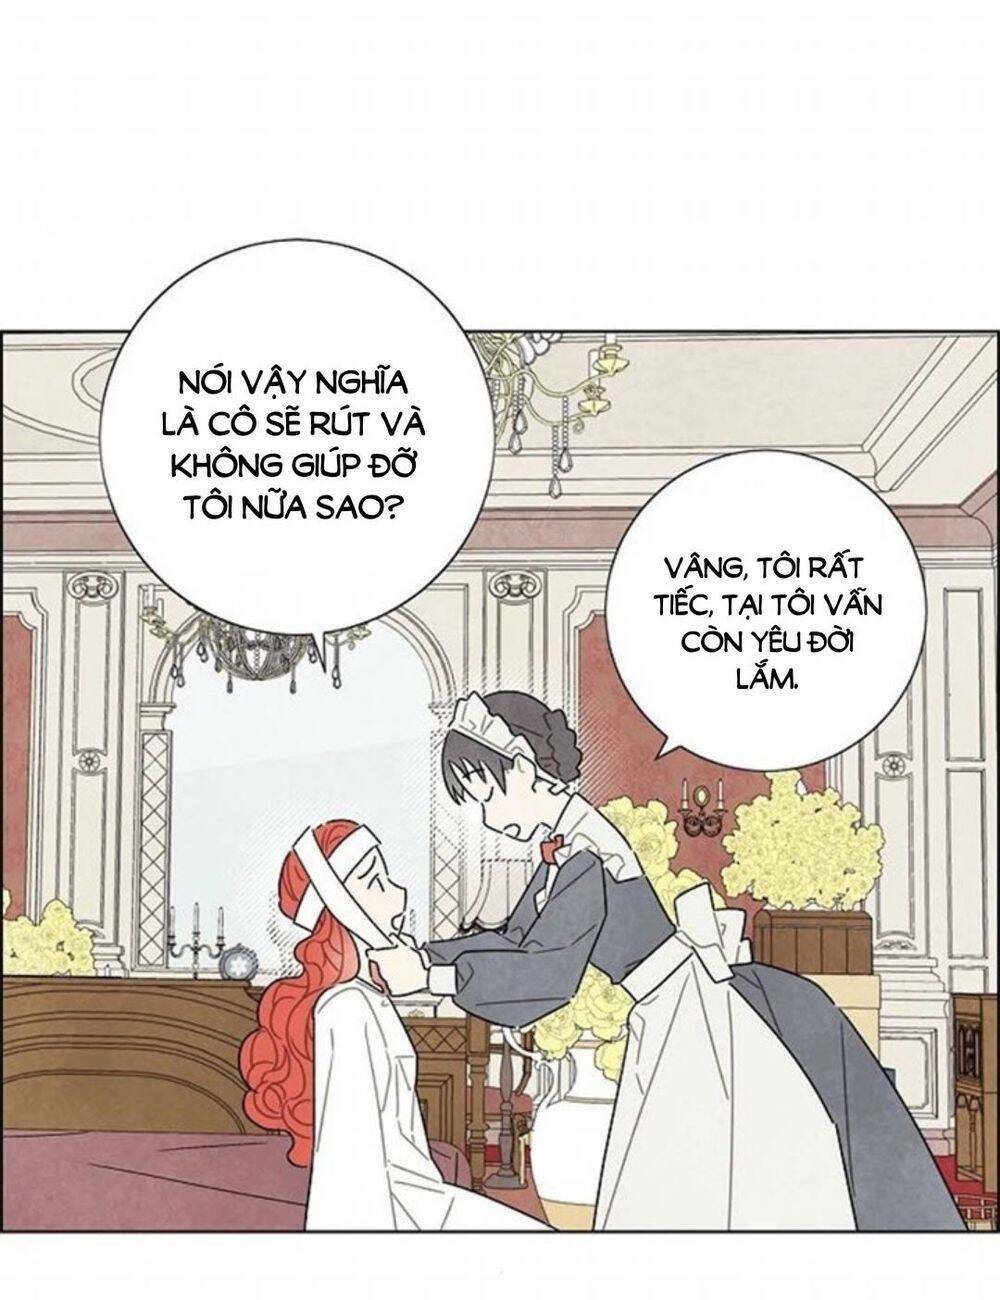 NÓI VẬY NGHĨA
LÀ CÔ SẼ RÚT VÀ
KHÔNG GIÚP ĐỠ
TÔI NỮA SAO?
VÂNG, TÔI RẤT
TIẾC, TẠI TÔI VẪN
CÒN YÊU ĐỜI
LẮM.